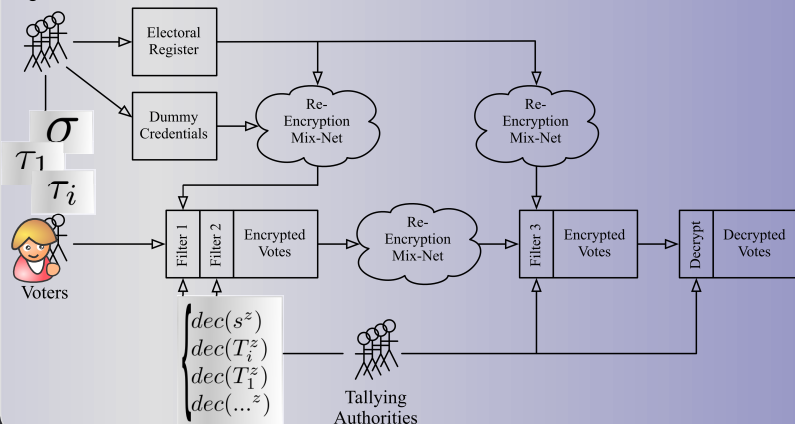 Electoral
Register
Dummy
Credentials
Re-
Encryption
Mix-Net
Re-
Encryption
Mix-Net
σ
τ₁
τᵢ
Voters
Filter 1
Filter 2
Encrypted
Votes
Re-
Encryption
Mix-Net
Filter 3
Encrypted
Votes
Decrypt
Decrypted
Votes
dec(s^z)
dec(T_i^z)
dec(T_1^z)
dec(...^z)
Tallying
Authorities